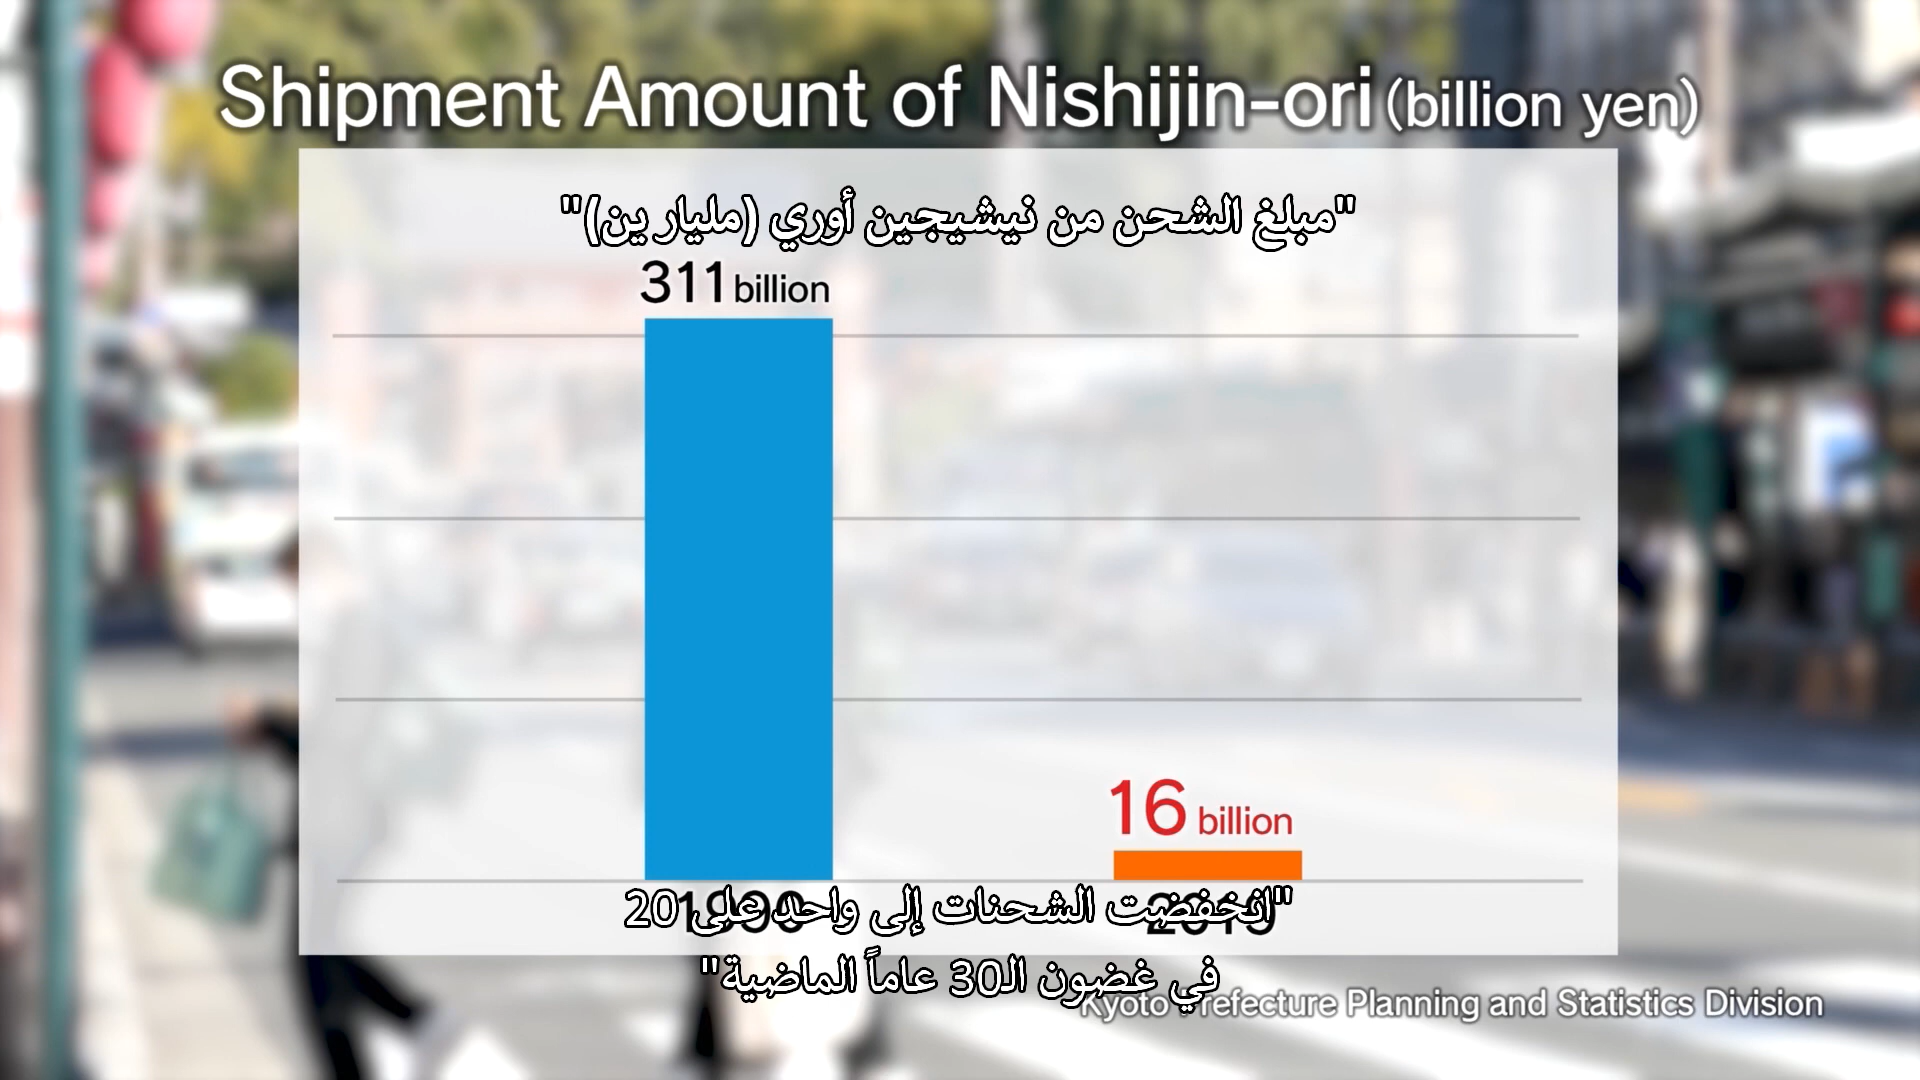 Shipment Amount of Nishijin-ori (billion yen)
"مبلغ الشحن من نيشيجين أوري (مليار ين)"
311 billion
16 billion
"انخفضت الشحنات إلى واحد على 20
في غضون الـ30 عاماً الماضية"
Kyoto Prefecture Planning and Statistics Division